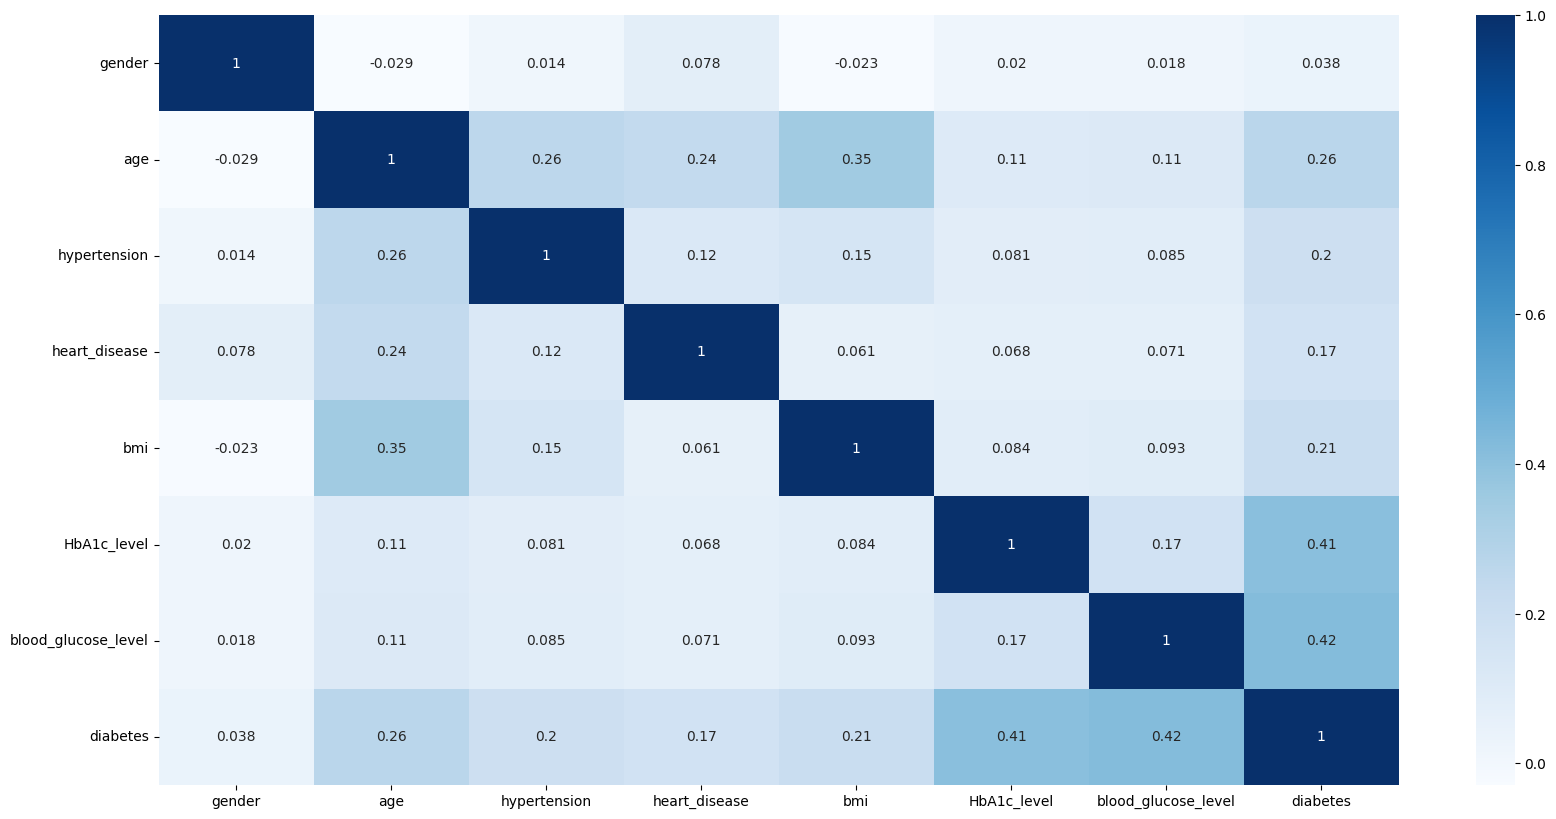 gender 1 -0.029 0.014 0.078 -0.023 0.02 0.018 0.038
age -0.029 1 0.26 0.24 0.35 0.11 0.11 0.26
hypertension 0.014 0.26 1 0.12 0.15 0.081 0.085 0.2
heart_disease 0.078 0.24 0.12 1 0.061 0.068 0.071 0.17
bmi -0.023 0.35 0.15 0.061 1 0.084 0.093 0.21
HbA1c_level 0.02 0.11 0.081 0.068 0.084 1 0.17 0.41
blood_glucose_level 0.018 0.11 0.085 0.071 0.093 0.17 1 0.42
diabetes 0.038 0.26 0.2 0.17 0.21 0.41 0.42 1
gender age hypertension heart_disease bmi HbA1c_level blood_glucose_level diabetes
1.0
0.8
0.6
0.4
0.2
0.0